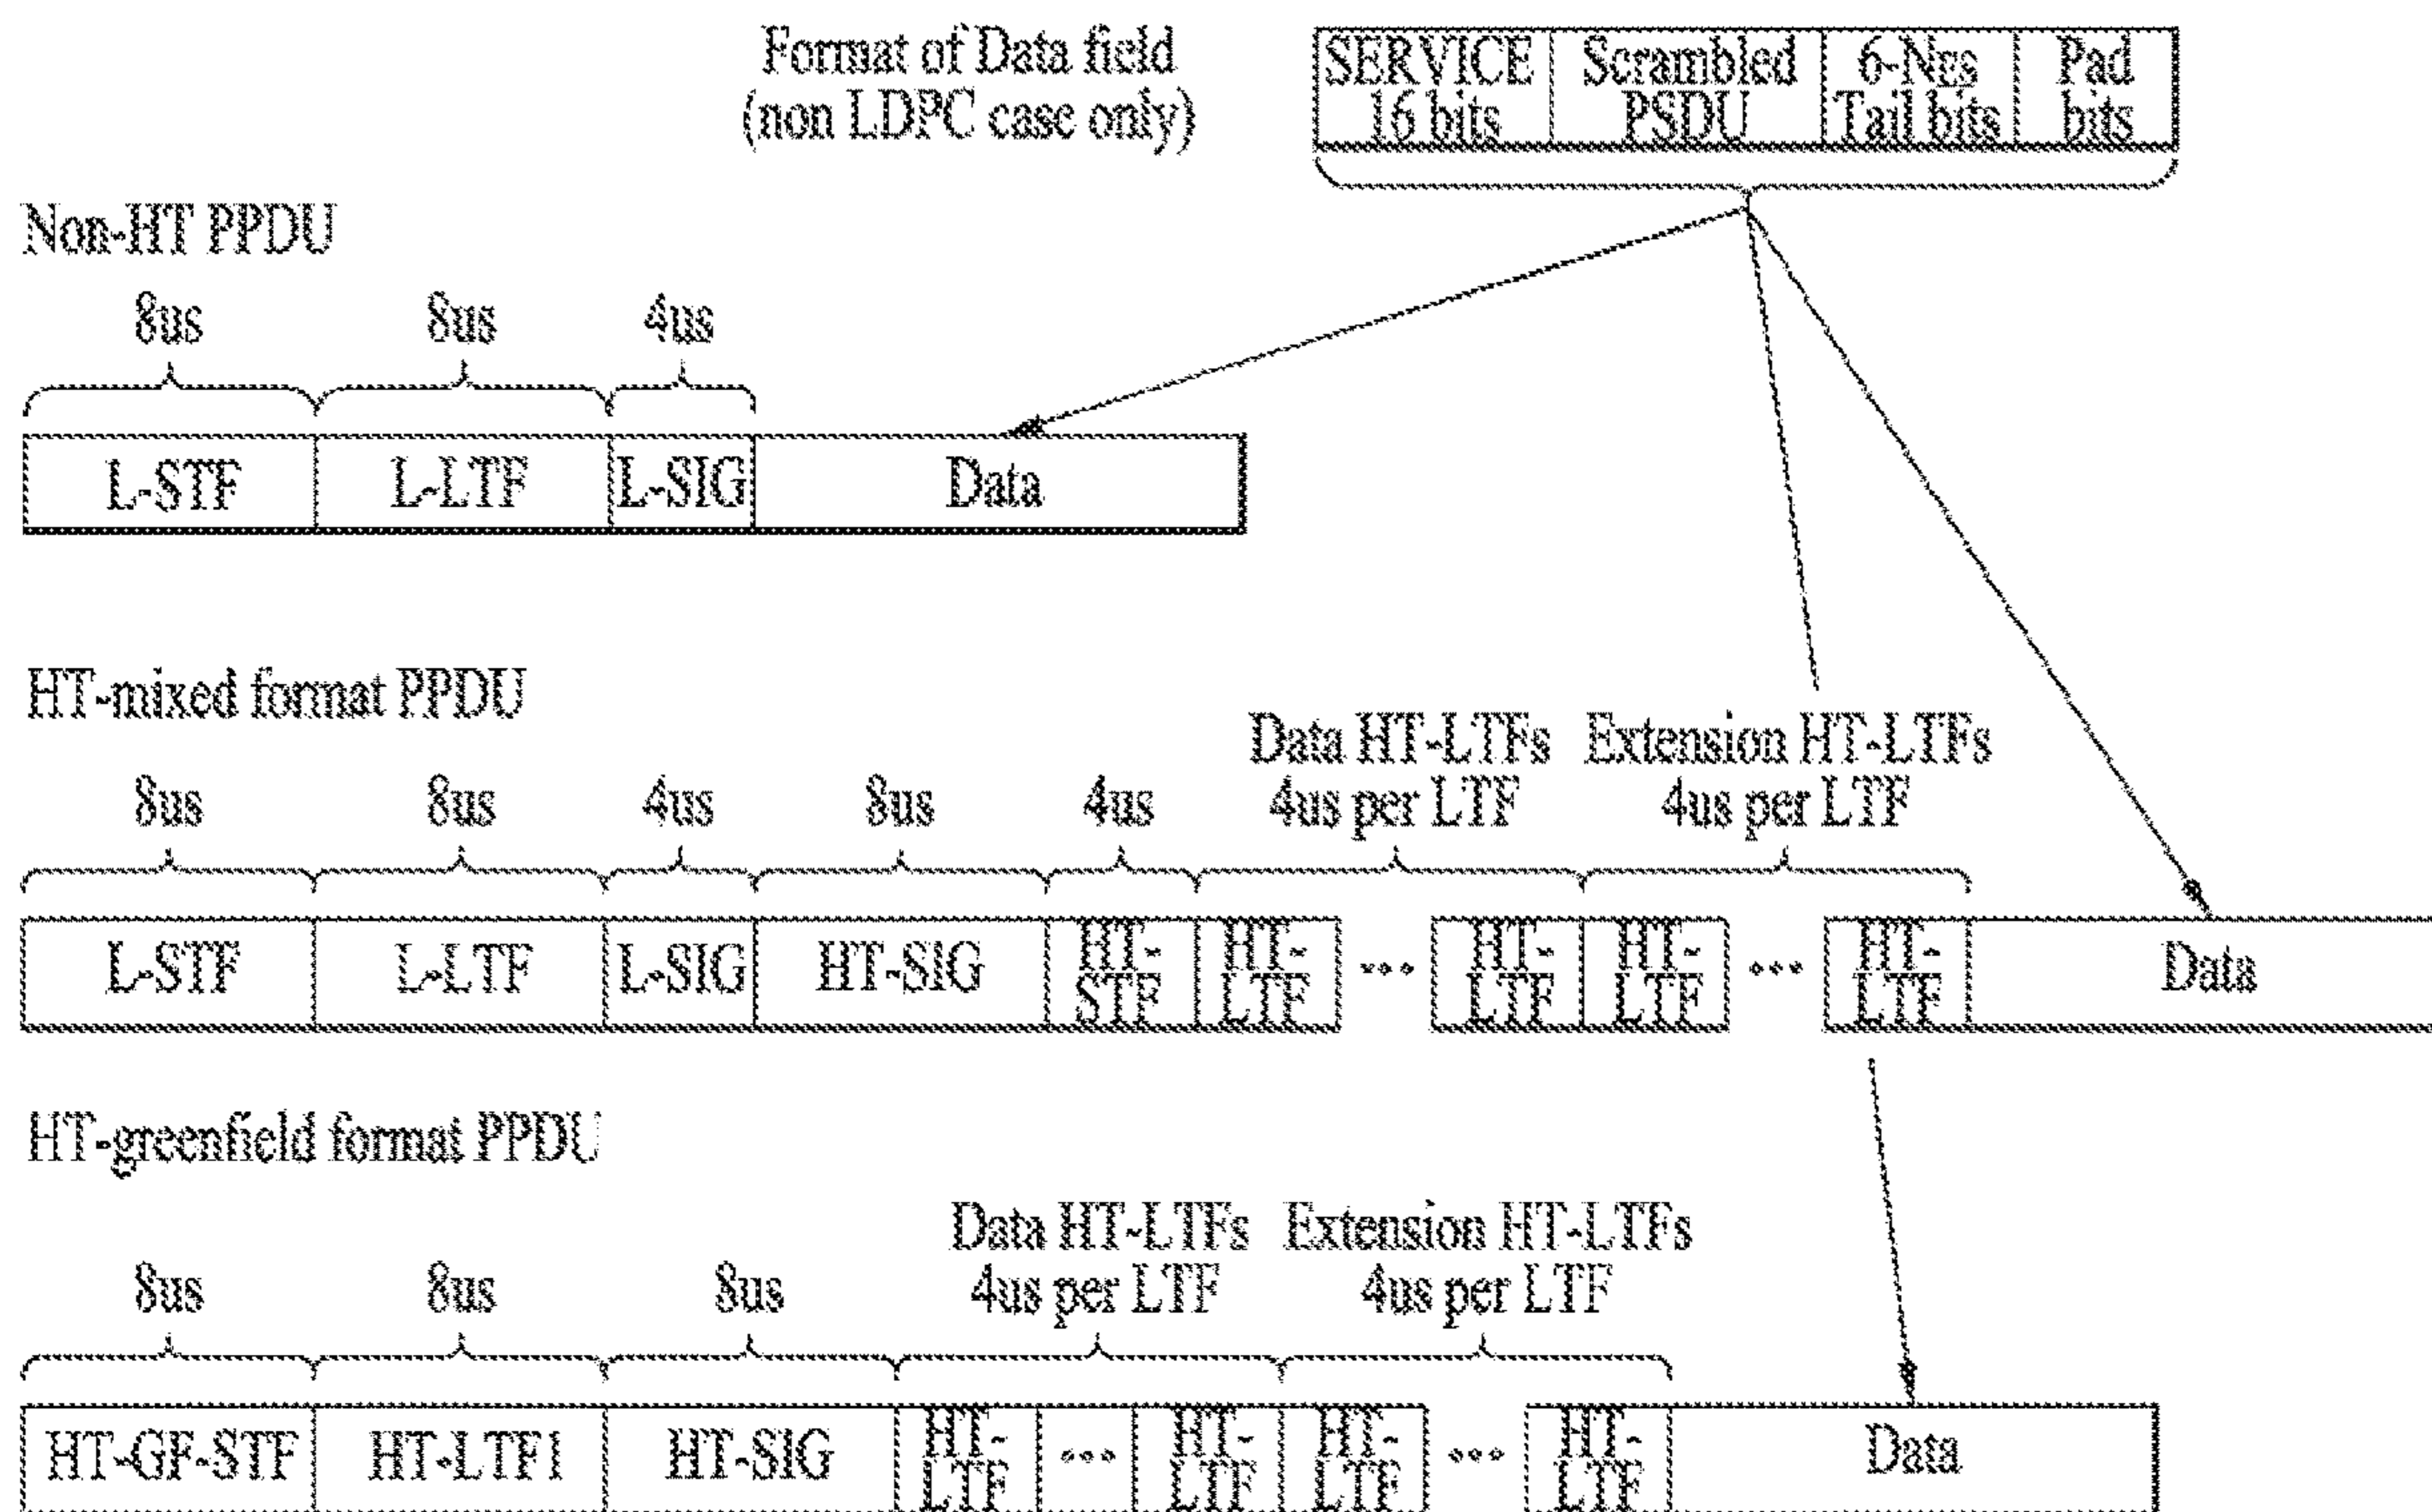 Format of Data field
(non LDPC case only)
SERVICE 16 bits Scrambled PSDU 6-NES Tail bits Pad bits
Non-HT PPDU
8us 8us 4us
L-STF L-LTF L-SIG Data
HT-mixed format PPDU
Data HT-LTFs Extension HT-LTFs
8us 8us 4us 8us 4us 4us per LTF 4us per LTF
L-STF L-LTF L-SIG HT-SIG HT-STF HT-LTF ... HT-LTF HT-LTF ... HT-LTF Data
HT-greenfield format PPDU
Data HT-LTFs Extension HT-LTFs
8us 8us 8us 4us per LTF 4us per LTF
HT-GF-STF HT-LTF1 HT-SIG HT-LTF ... HT-LTF HT-LTF ... HT-LTF Data